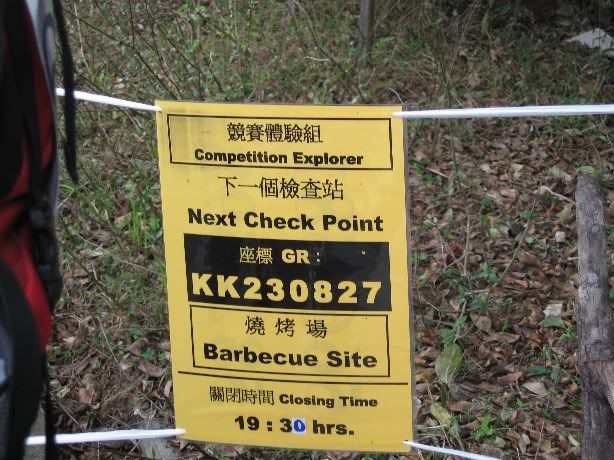 競賽體驗組
Competition Explorer
下一個檢查站
Next Check Point
座標 GR :
KK230827
燒烤場
Barbecue Site
關閉時間 Closing Time
19 : 30 hrs.